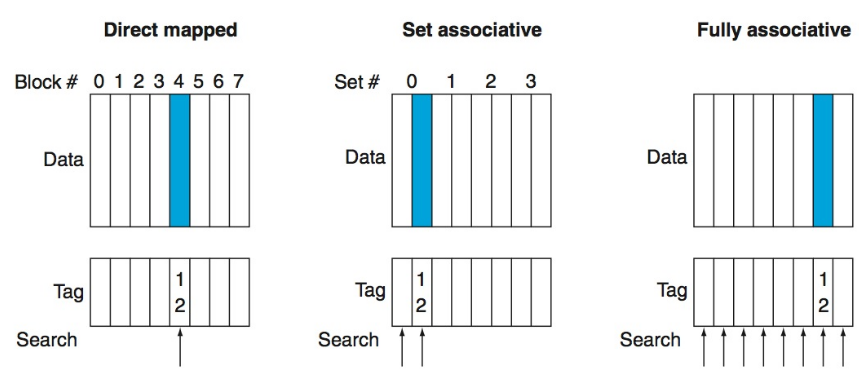 Direct mapped
Block # 0 1 2 3 4 5 6 7
Data
Tag
1
2
Search
Set associative
Set # 0 1 2 3
Data
Tag
1
2
Search
Fully associative
Data
Tag
1
2
Search